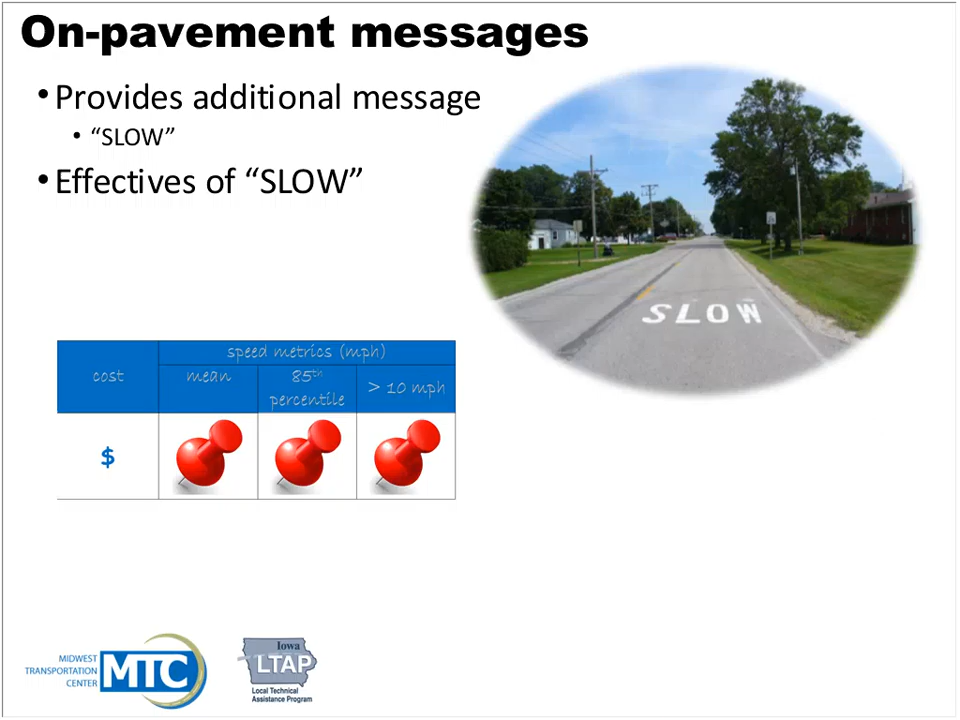 On-pavement messages
• Provides additional message
• “SLOW”
• Effectives of “SLOW”
SLOW
speed metrics (mph)
cost
mean
85th
percentile
> 10 mph
$
MIDWEST
TRANSPORTATION
CENTER
MTC
Iowa
LTAP
Local Technical
Assistance Program